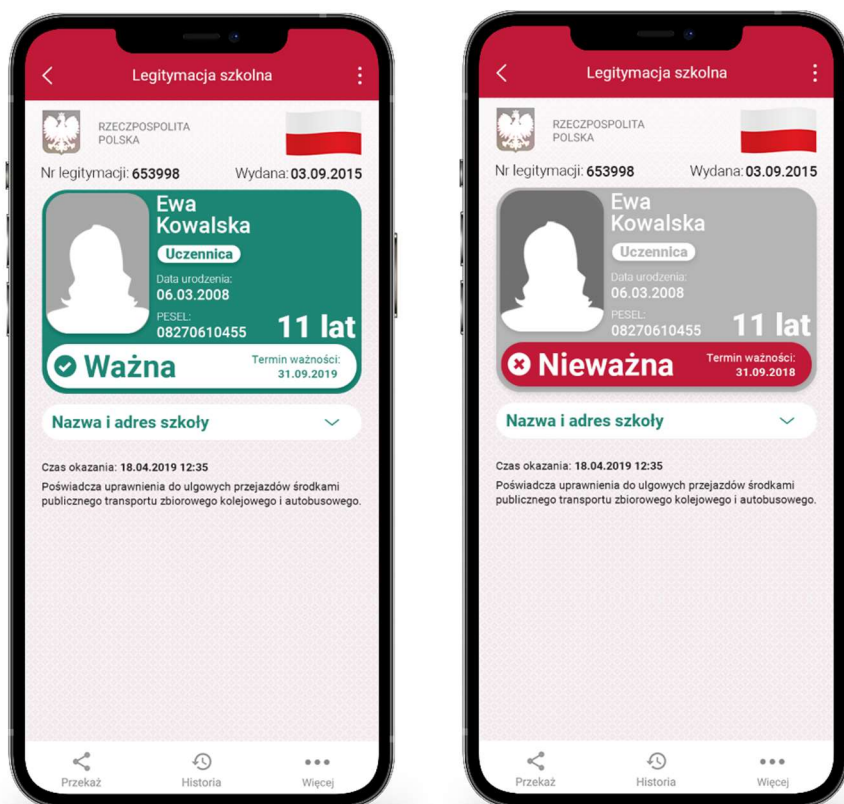 Legitymacja szkolna
RZECZPOSPOLITA
POLSKA
Nr legitymacji: 653998 Wydana: 03.09.2015
Ewa
Kowalska
Uczennica
Data urodzenia:
06.03.2008
PESEL:
08270610455
11 lat
Ważna
Termin ważności:
31.09.2019
Nazwa i adres szkoły
Czas okazania: 18.04.2019 12:35
Poświadcza uprawnienia do ulgowych przejazdów środkami
publicznego transportu zbiorowego kolejowego i autobusowego.
Przekaż Historia Więcej
Legitymacja szkolna
RZECZPOSPOLITA
POLSKA
Nr legitymacji: 653998 Wydana: 03.09.2015
Ewa
Kowalska
Uczennica
Data urodzenia:
06.03.2008
PESEL:
08270610455
11 lat
Nieważna
Termin ważności:
31.09.2018
Nazwa i adres szkoły
Czas okazania: 18.04.2019 12:35
Poświadcza uprawnienia do ulgowych przejazdów środkami
publicznego transportu zbiorowego kolejowego i autobusowego.
Przekaż Historia Więcej